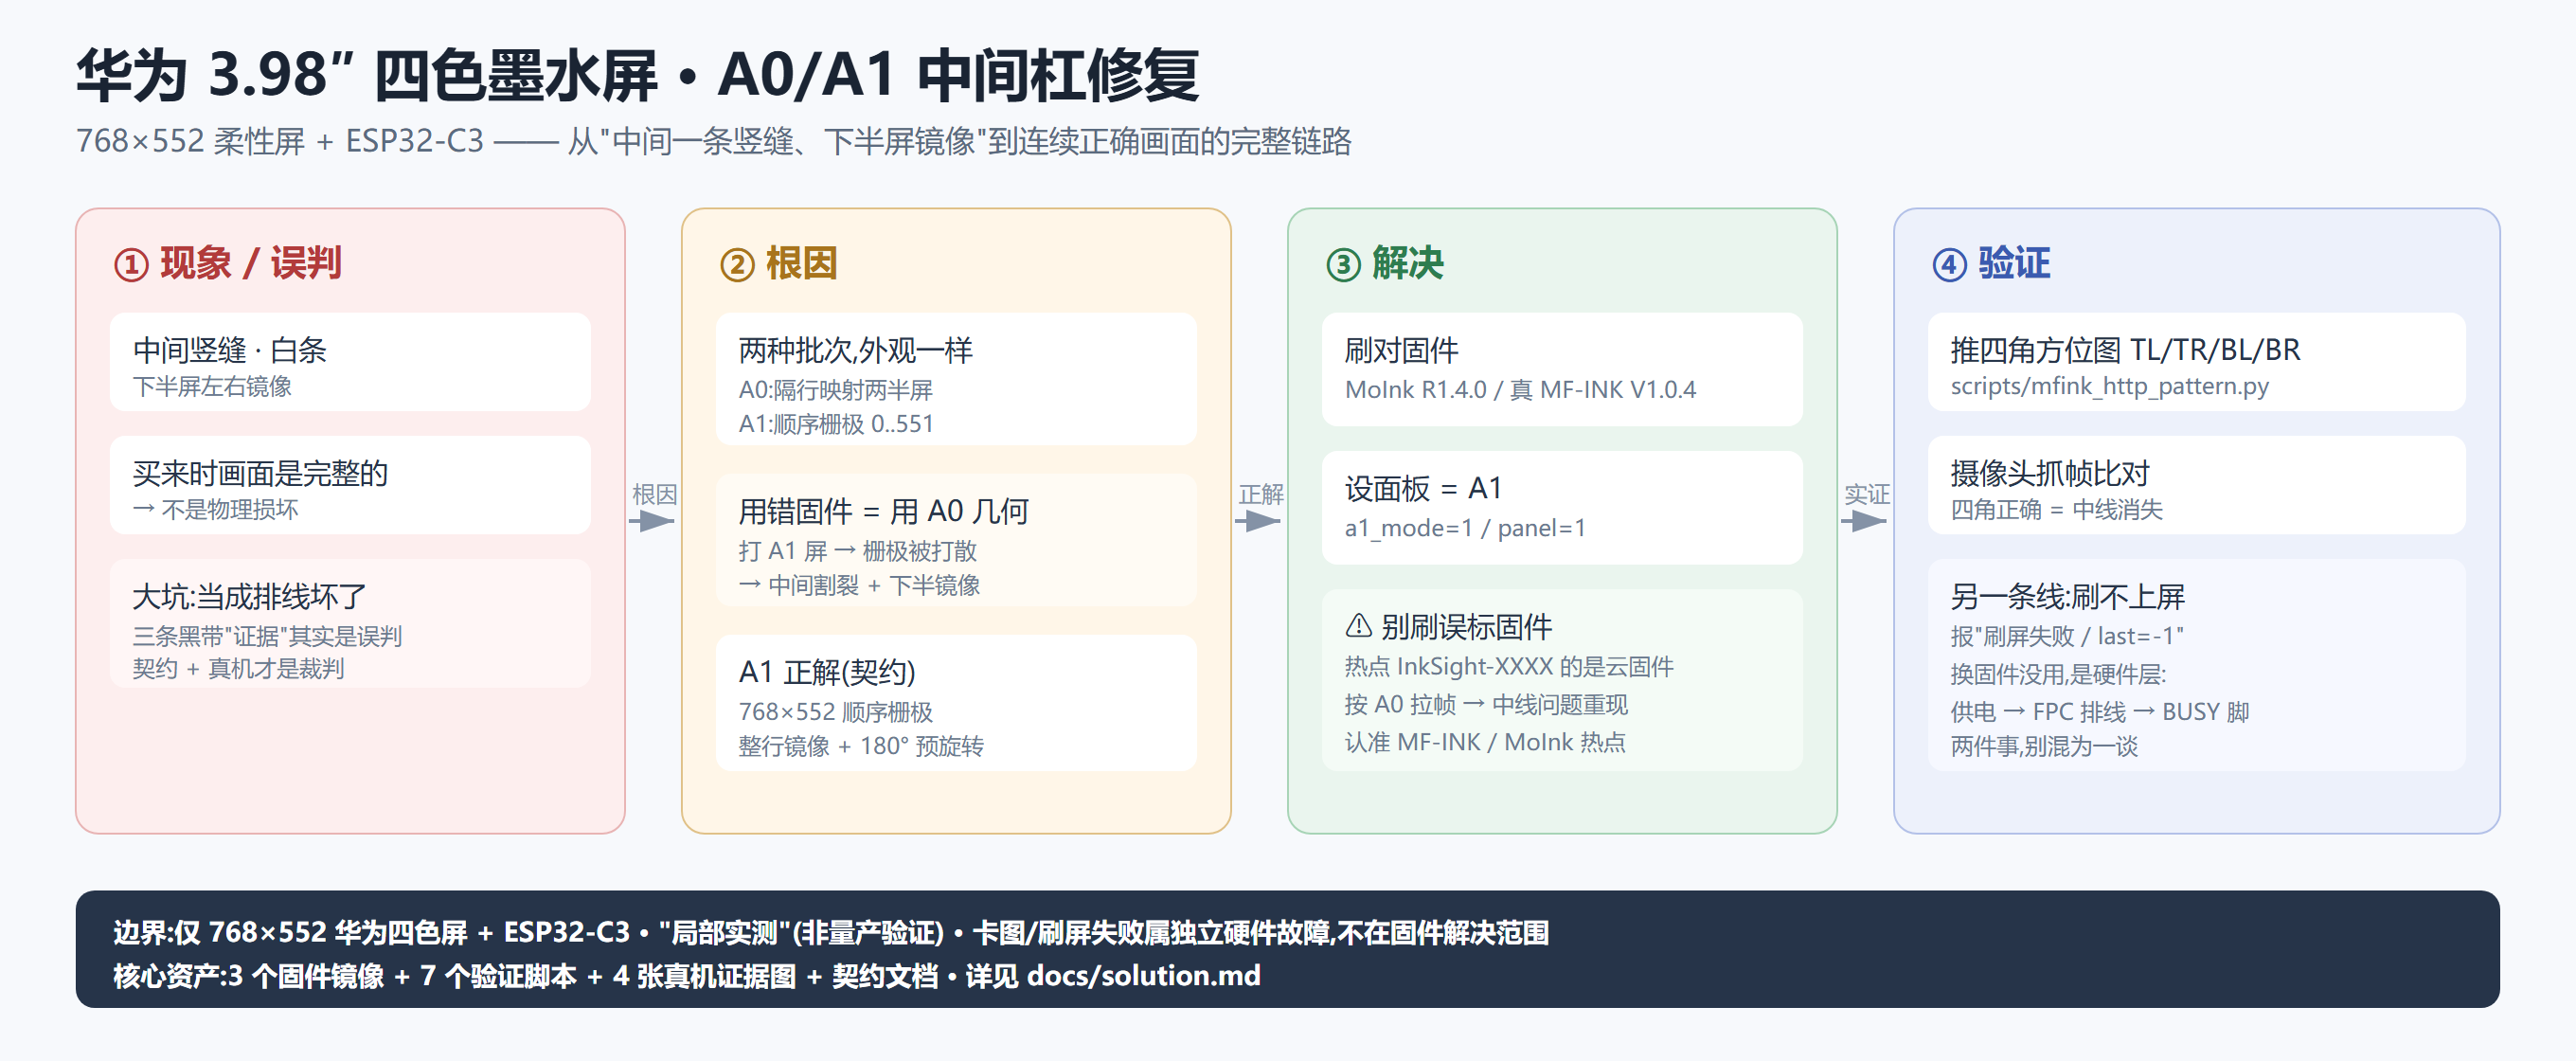 华为 3.98″ 四色墨水屏 · A0/A1 中间杠修复
768×552 柔性屏 + ESP32-C3 —— 从"中间一条竖缝、下半屏镜像"到连续正确画面的完整链路
① 现象 / 误判
中间竖缝 · 白条
下半屏左右镜像
买来时画面是完整的
→ 不是物理损坏
大坑:当成排线坏了
三条黑带"证据"其实是误判
契约 + 真机才是裁判
根因
② 根因
两种批次,外观一样
A0:隔行映射两半屏
A1:顺序栅极 0..551
用错固件 = 用 A0 几何
打 A1 屏 → 栅极被打散
→ 中间割裂 + 下半镜像
A1 正解(契约)
768×552 顺序栅极
整行镜像 + 180° 预旋转
正解
③ 解决
刷对固件
MoInk R1.4.0 / 真 MF-INK V1.0.4
设面板 = A1
a1_mode=1 / panel=1
⚠ 别刷误标固件
热点 InkSight-XXXX 的是云固件
按 A0 拉帧 → 中线问题重现
认准 MF-INK / MoInk 热点
实证
④ 验证
推四角方位图 TL/TR/BL/BR
scripts/mfink_http_pattern.py
摄像头抓帧比对
四角正确 = 中线消失
另一条线:刷不上屏
报"刷屏失败 / last=-1"
换固件没用,是硬件层:
供电 → FPC 排线 → BUSY 脚
两件事,别混为一谈
边界:仅 768×552 华为四色屏 + ESP32-C3 • "局部实测"(非量产验证) • 卡图/刷屏失败属独立硬件故障,不在固件解决范围
核心资产:3 个固件镜像 + 7 个验证脚本 + 4 张真机证据图 + 契约文档 • 详见 docs/solution.md